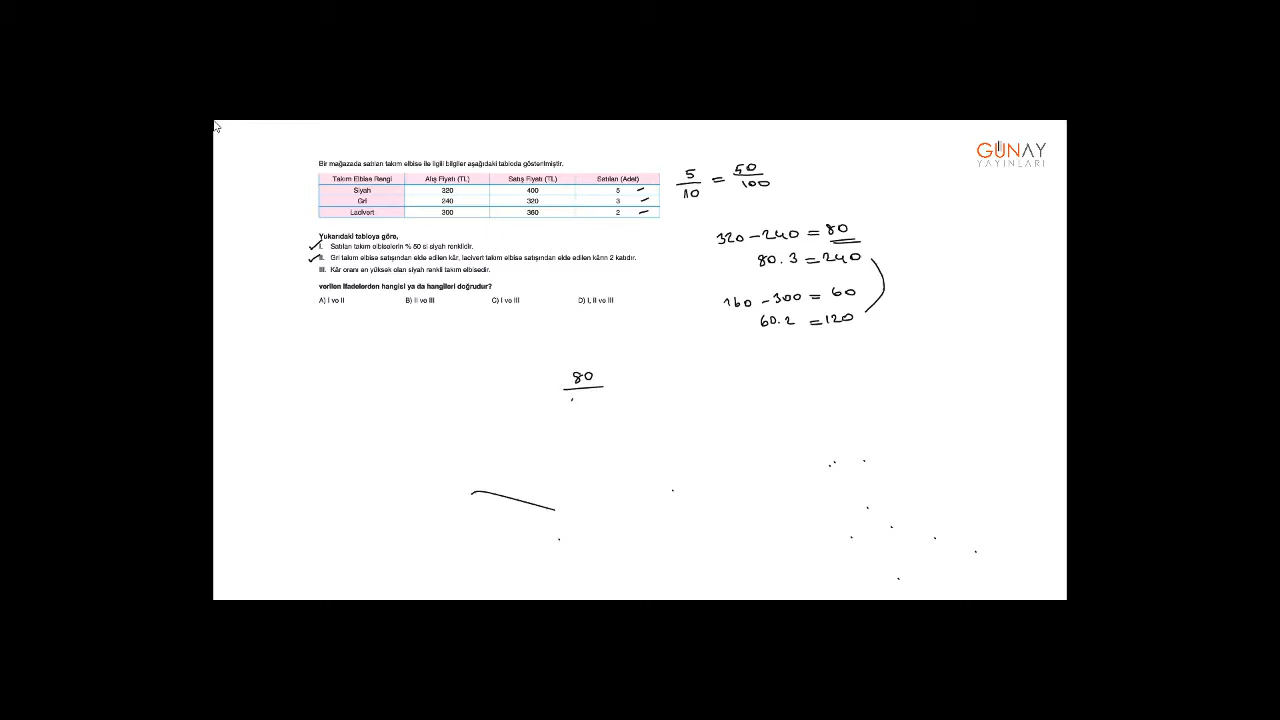 GÜNAY
YAYINLARI
Bir mağazada satılan takım elbise ile ilgili bilgiler aşağıdaki tabloda gösterilmiştir.
Takım Elbise Rengi Alış Fiyatı (TL) Satış Fiyatı (TL) Satılan (Adet)
Siyah 320 400 5
Gri 240 320 3
Lacivert 300 360 2
Yukarıdaki tabloya göre,
I. Satılan takım elbiselerin % 50 si siyah renklidir.
II. Gri takım elbise satışından elde edilen kâr, lacivert takım elbise satışından elde edilen kârın 2 katıdır.
III. Kâr oranı en yüksek olan siyah renkli takım elbisedir.
verilen ifadelerden hangisi ya da hangileri doğrudur?
A) I ve II B) II ve III C) I ve III D) I, II ve III
5/10 = 50/100
320 - 240 = 80
80 . 3 = 240
360 - 300 = 60
60 . 2 = 120
80